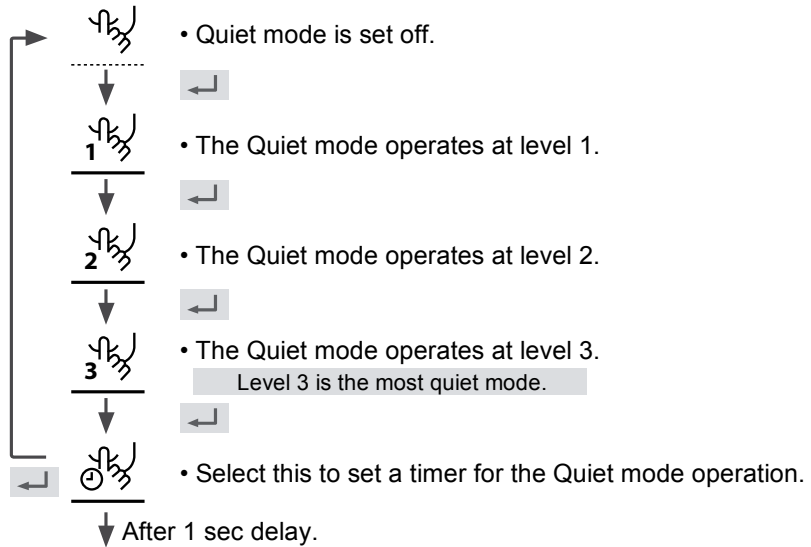 • Quiet mode is set off.
1
• The Quiet mode operates at level 1.
2
• The Quiet mode operates at level 2.
3
• The Quiet mode operates at level 3.
Level 3 is the most quiet mode.
• Select this to set a timer for the Quiet mode operation.
After 1 sec delay.